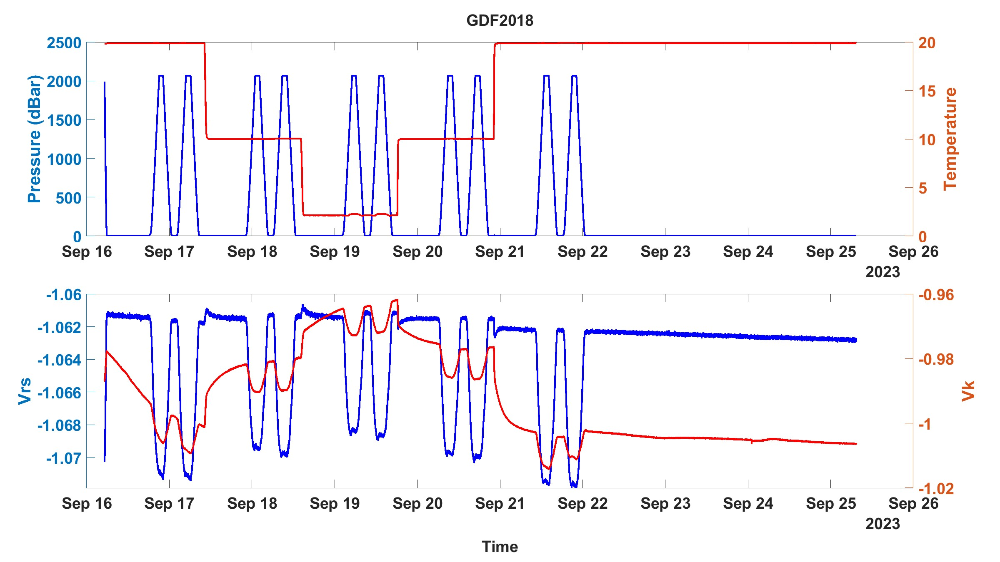 GDF2018
2500
2000
1500
1000
500
0
Pressure (dBar)
20
15
10
5
0
Temperature
Sep 16 Sep 17 Sep 18 Sep 19 Sep 20 Sep 21 Sep 22 Sep 23 Sep 24 Sep 25 Sep 26
2023
-1.06
-1.062
-1.064
-1.066
-1.068
-1.07
Vrs
-0.96
-0.98
-1
-1.02
Vk
Sep 16 Sep 17 Sep 18 Sep 19 Sep 20 Sep 21 Sep 22 Sep 23 Sep 24 Sep 25 Sep 26
2023
Time